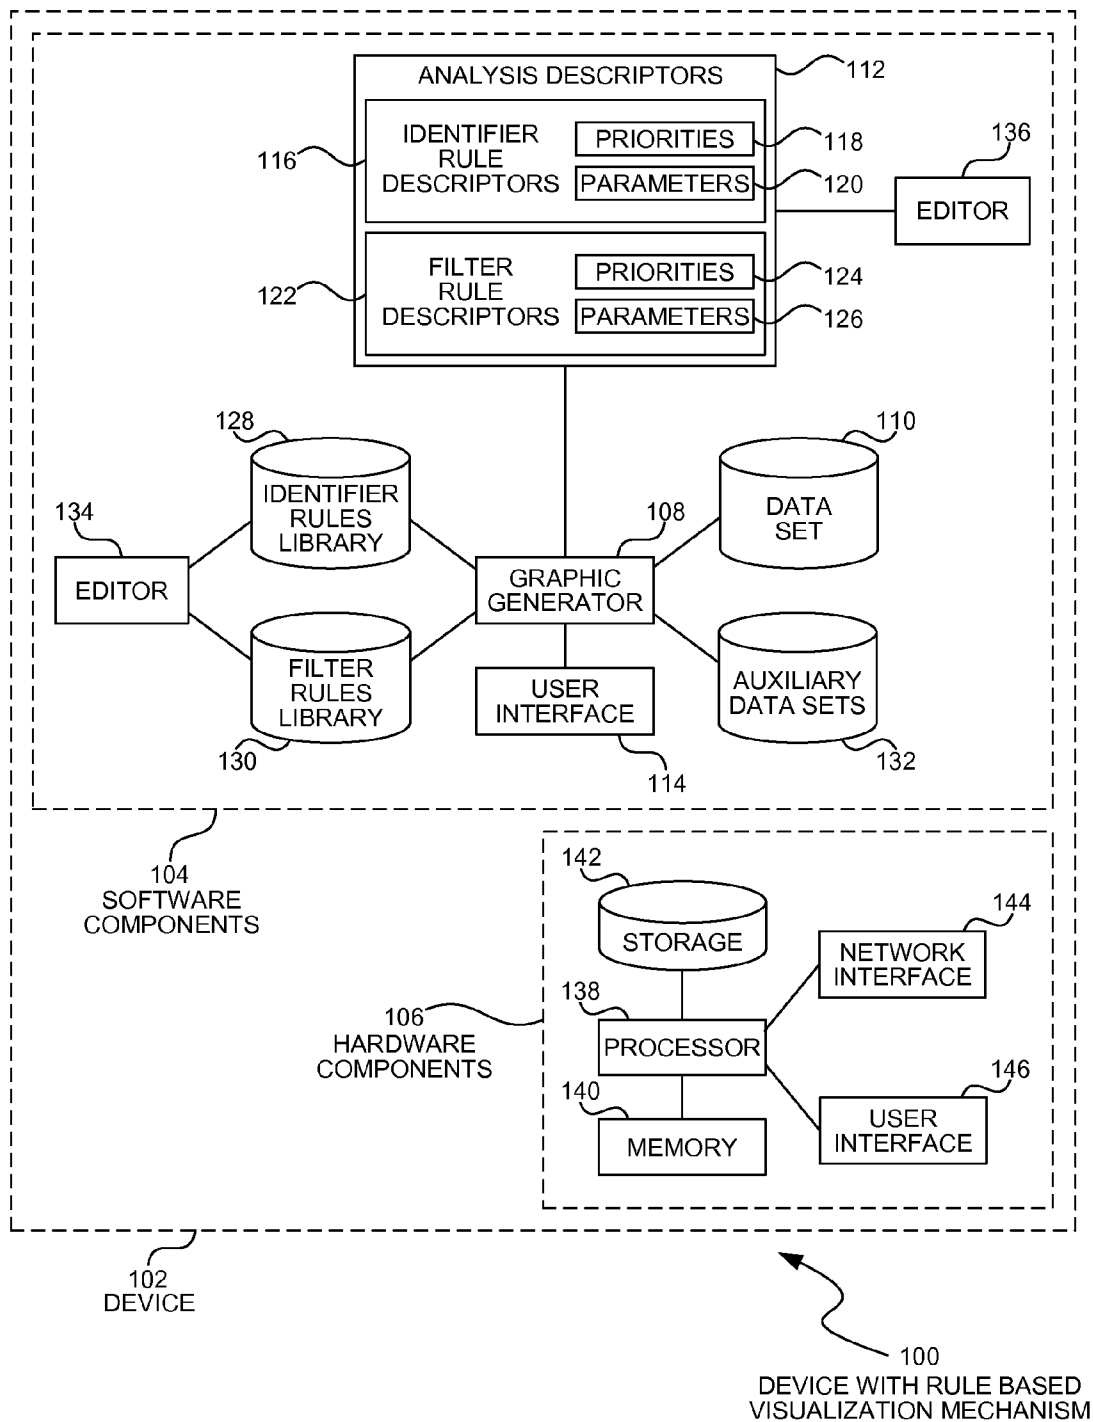 ANALYSIS DESCRIPTORS
112
IDENTIFIER
RULE
DESCRIPTORS
116
PRIORITIES
118
PARAMETERS
120
136
EDITOR
FILTER
RULE
DESCRIPTORS
122
PRIORITIES
124
PARAMETERS
126
128
IDENTIFIER
RULES
LIBRARY
110
DATA
SET
134
EDITOR
108
GRAPHIC
GENERATOR
FILTER
RULES
LIBRARY
130
USER
INTERFACE
114
AUXILIARY
DATA SETS
132
104
SOFTWARE
COMPONENTS
142
STORAGE
144
NETWORK
INTERFACE
106
HARDWARE
COMPONENTS
138
PROCESSOR
140
MEMORY
146
USER
INTERFACE
102
DEVICE
100
DEVICE WITH RULE BASED
VISUALIZATION MECHANISM